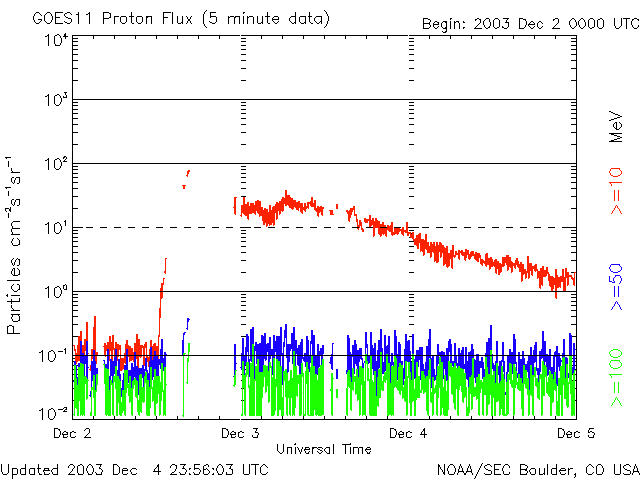 GOES11 Proton Flux (5 minute data)
Begin: 2003 Dec 2 0000 UTC
10⁴
10³
10²
10¹
10⁰
10⁻¹
10⁻²
Particles cm⁻²s⁻¹sr⁻¹
MeV
>=10
>=50
>=100
Dec 2 Dec 3 Dec 4 Dec 5
Universal Time
Updated 2003 Dec 4 23:56:03 UTC
NOAA/SEC Boulder, CO USA